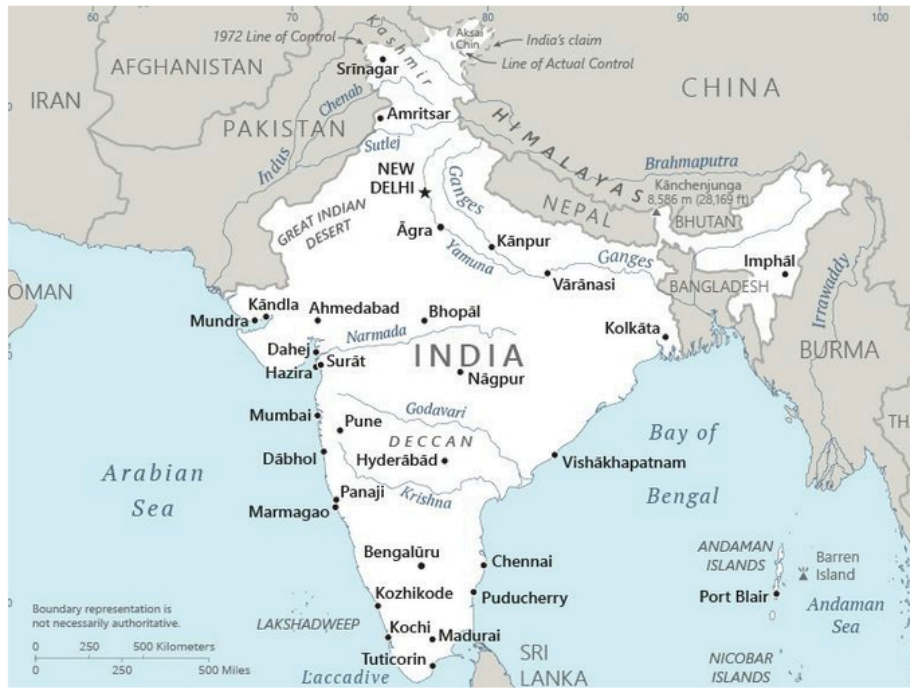 60
70
80
90
100
1972 Line of Control
Kashmir
Aksai
Chin
India's claim
Line of Actual Control
AFGHANISTAN
Srīnagar
IRAN
CHINA
Chenab
Amritsar
PAKISTAN
Indus
Sutlej
HIMALAYAS
NEW
DELHI
Ganges
Brahmaputra
Kānchenjunga
8,586 m (28,169 ft)
NEPAL
BHUTAN
GREAT INDIAN
DESERT
Āgra
Kānpur
Yamuna
Ganges
Imphāl
Vārānasi
BANGLADESH
OMAN
Irrawaddy
Kāndla
Mundra
Ahmedabad
Bhopāl
Kolkāta
Narmada
Dahej
Surāt
INDIA
BURMA
Hazira
Nāgpur
Mumbai
Pune
Godavari
DECCAN
Bay of
Bengal
Dābhol
Hyderābād
Vishākhapatnam
Arabian
Sea
Panaji
Krishna
Marmagao
Bengalūru
Chennai
ANDAMAN
ISLANDS
Barren
Island
Kozhikode
Puducherry
Port Blair
Andaman
Sea
Boundary representation is
not necessarily authoritative.
LAKSHADWEEP
Kochi
Madurai
0 250 500 Kilometers
0 250 500 Miles
Tuticorin
SRI
LANKA
NICOBAR
ISLANDS
Laccadive